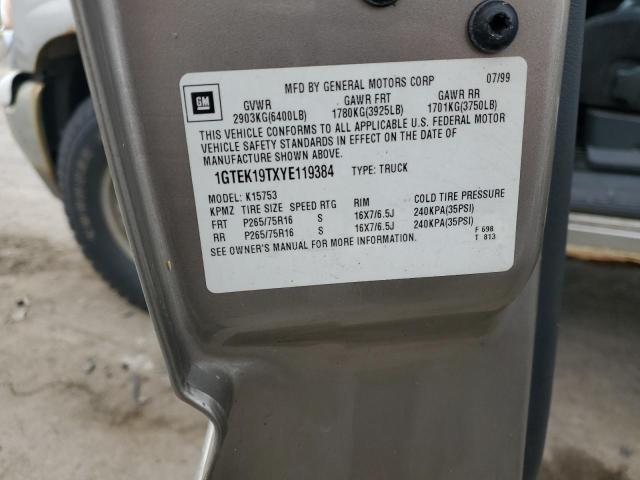 MFD BY GENERAL MOTORS CORP 07/99
GM
GVWR GAWR FRT GAWR RR
2903KG(6400LB) 1780KG(3925LB) 1701KG(3750LB)
THIS VEHICLE CONFORMS TO ALL APPLICABLE U.S. FEDERAL MOTOR
VEHICLE SAFETY STANDARDS IN EFFECT ON THE DATE OF
MANUFACTURE SHOWN ABOVE.
1GTEK19TXYE119384 TYPE: TRUCK
MODEL: K15753
KPMZ TIRE SIZE SPEED RTG RIM COLD TIRE PRESSURE
FRT P265/75R16 S 16X7/6.5J 240KPA(35PSI)
RR P265/75R16 S 16X7/6.5J 240KPA(35PSI)
SEE OWNER'S MANUAL FOR MORE INFORMATION.
F 698
T 813